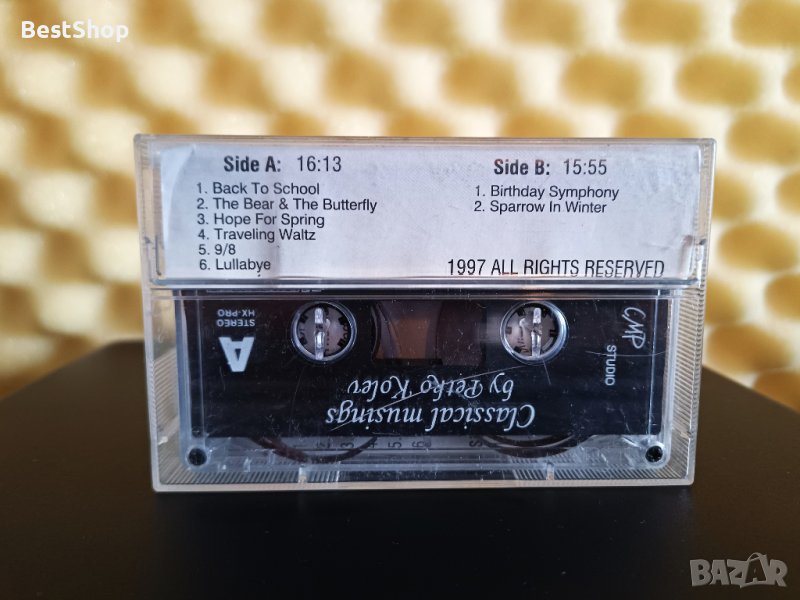 BestShop
Side A: 16:13
1. Back To School
2. The Bear & The Butterfly
3. Hope For Spring
4. Traveling Waltz
5. 9/8
6. Lullabye
Side B: 15:55
1. Birthday Symphony
2. Sparrow In Winter
1997 ALL RIGHTS RESERVED
A
STEREO
HX-PRO
CMP
STUDIO
Classical musings
by Petko Kolev
BAZAR